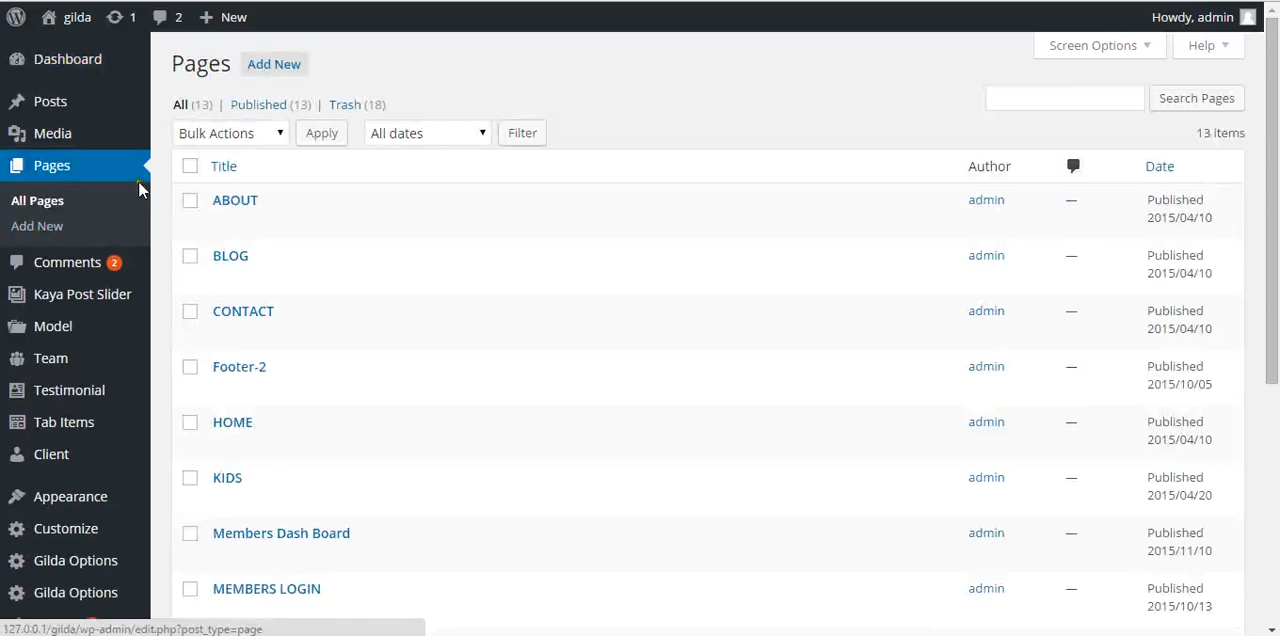 gilda 1 2 New Howdy, admin
Dashboard
Posts
Media
Pages
All Pages
Add New
Comments 2
Kaya Post Slider
Model
Team
Testimonial
Tab Items
Client
Appearance
Customize
Gilda Options
Gilda Options
127.0.0.1/gilda/wp-admin/edit.php?post_type=page
Screen Options Help
Pages Add New
All (13) | Published (13) | Trash (18)
Search Pages
Bulk Actions Apply All dates Filter 13 items
Title Author Date
ABOUT admin — Published
2015/04/10
BLOG admin — Published
2015/04/10
CONTACT admin — Published
2015/04/10
Footer-2 admin — Published
2015/10/05
HOME admin — Published
2015/04/10
KIDS admin — Published
2015/04/20
Members Dash Board admin — Published
2015/11/10
MEMBERS LOGIN admin — Published
2015/10/13